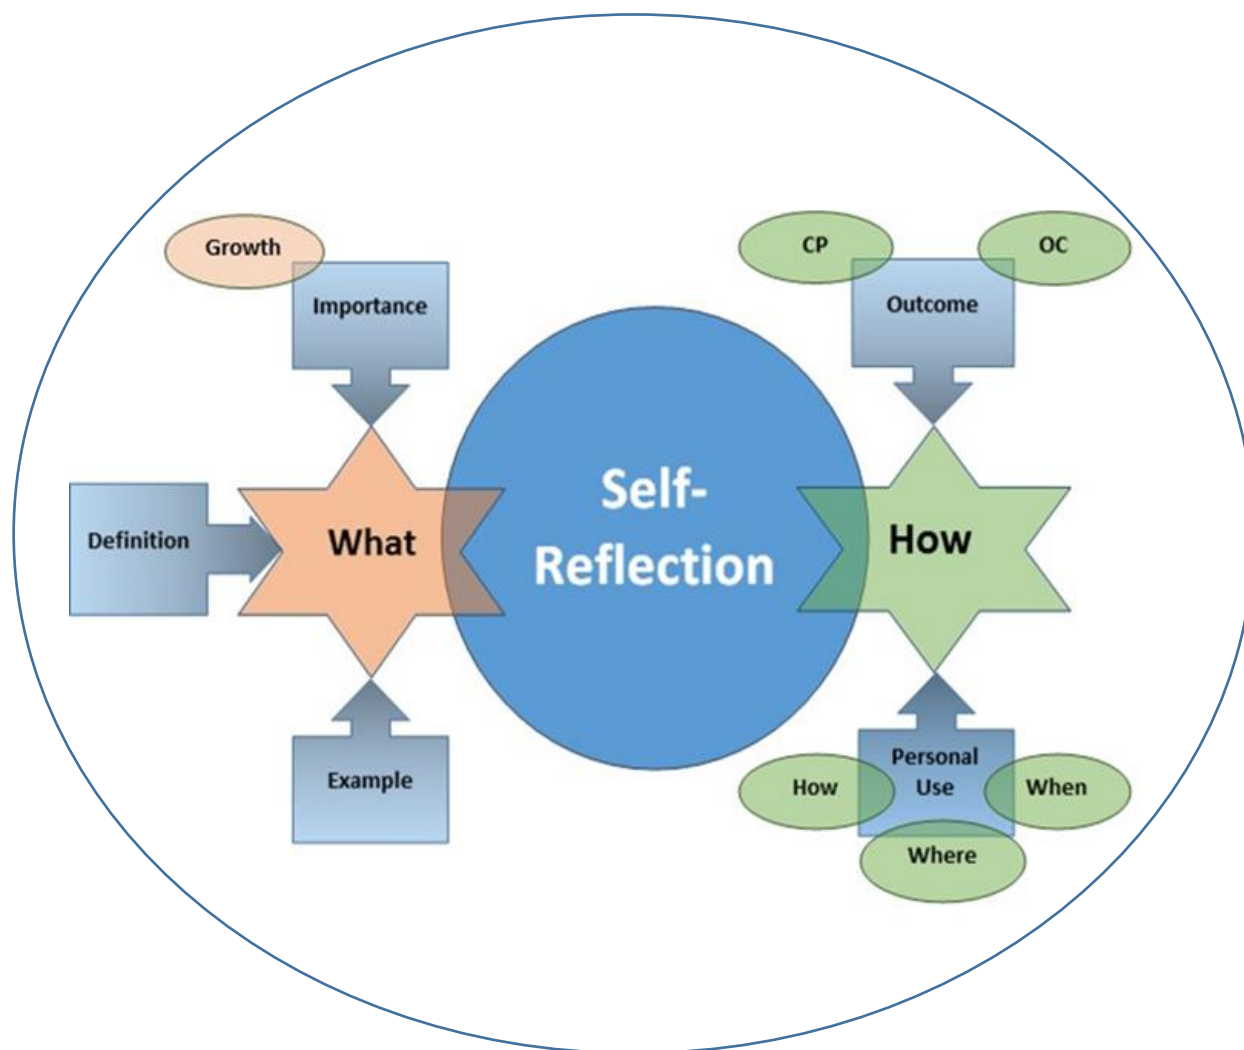 Growth
Importance
Definition
What
Example
Self-
Reflection
CP
OC
Outcome
How
Personal
Use
How
When
Where